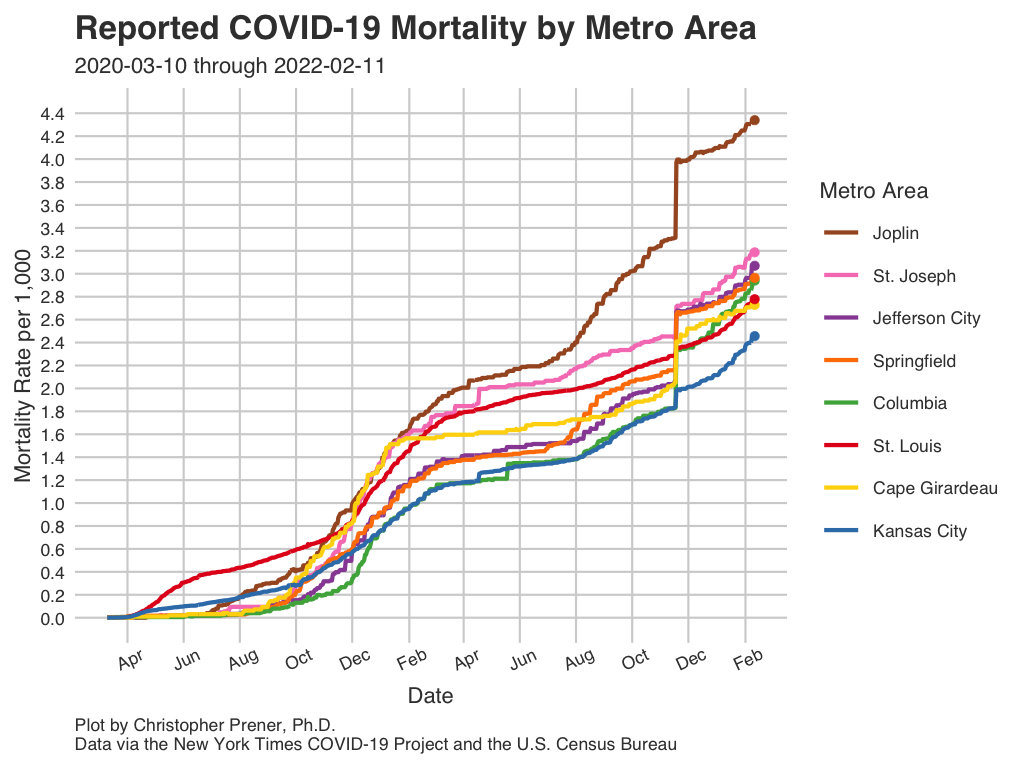 Reported COVID-19 Mortality by Metro Area
2020-03-10 through 2022-02-11
Mortality Rate per 1,000
4.4
4.2
4.0
3.8
3.6
3.4
3.2
3.0
2.8
2.6
2.4
2.2
2.0
1.8
1.6
1.4
1.2
1.0
0.8
0.6
0.4
0.2
0.0
Apr Jun Aug Oct Dec Feb Apr Jun Aug Oct Dec Feb
Date
Metro Area
Joplin
St. Joseph
Jefferson City
Springfield
Columbia
St. Louis
Cape Girardeau
Kansas City
Plot by Christopher Prener, Ph.D.
Data via the New York Times COVID-19 Project and the U.S. Census Bureau